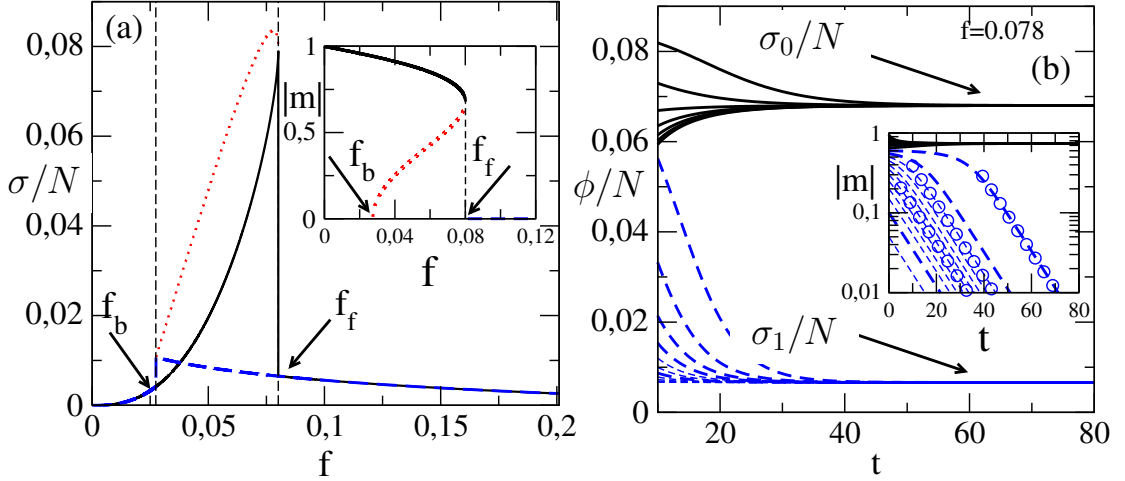 (a)
σ/N
0,08
0,06
0,04
0,02
0
0 0,05 0,1 0,15 0,2
f
f_b
f_f
|m|
1
0,5
0
0 0,04 0,08 0,12
f
f_b
f_f
(b)
f=0.078
ϕ/N
0,08
0,06
0,04
0,02
0
20 40 60 80
t
σ₀/N
σ₁/N
|m|
1
0,1
0,01
0 20 40 60 80
t